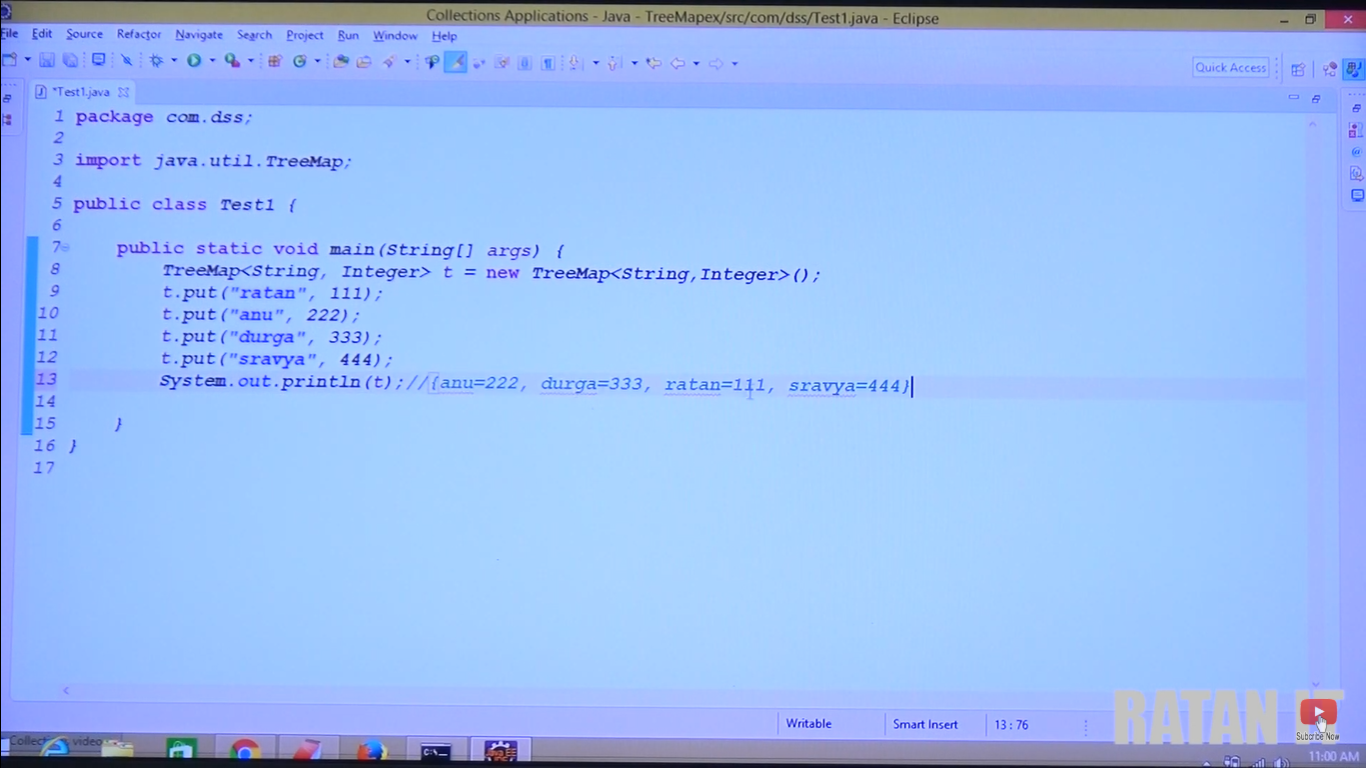 Collections Applications - Java - TreeMapex/src/com/dss/Test1.java - Eclipse
File Edit Source Refactor Navigate Search Project Run Window Help
Quick Access
*Test1.java
1 package com.dss;
2
3 import java.util.TreeMap;
4
5 public class Test1 {
6
7 public static void main(String[] args) {
8 TreeMap<String, Integer> t = new TreeMap<String,Integer>();
9 t.put("ratan", 111);
10 t.put("anu", 222);
11 t.put("durga", 333);
12 t.put("sravya", 444);
13 System.out.println(t);//{anu=222, durga=333, ratan=111, sravya=444}
14
15 }
16 }
17
Writable Smart Insert 13 : 76
RATAN IT
Subcribe Now
11:00 AM